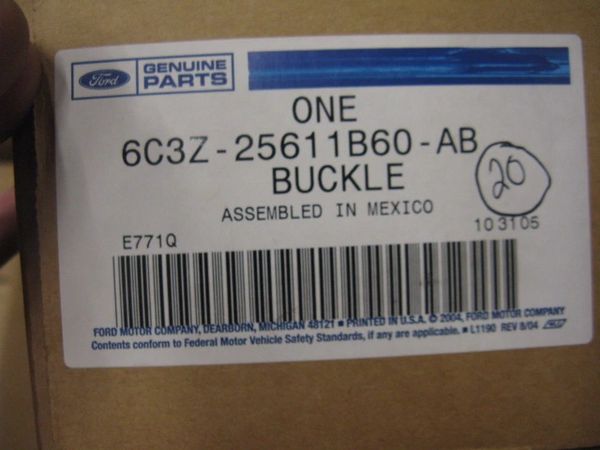 Ford
GENUINE
PARTS
ONE
6C3Z-25611B60-AB
BUCKLE
20
ASSEMBLED IN MEXICO
103105
E771Q
FORD MOTOR COMPANY, DEARBORN, MICHIGAN 48121 ■ PRINTED IN U.S.A. © 2004, FORD MOTOR COMPANY
Contents conform to Federal Motor Vehicle Safety Standards, if any are applicable. ■ L1190 REV 8/04